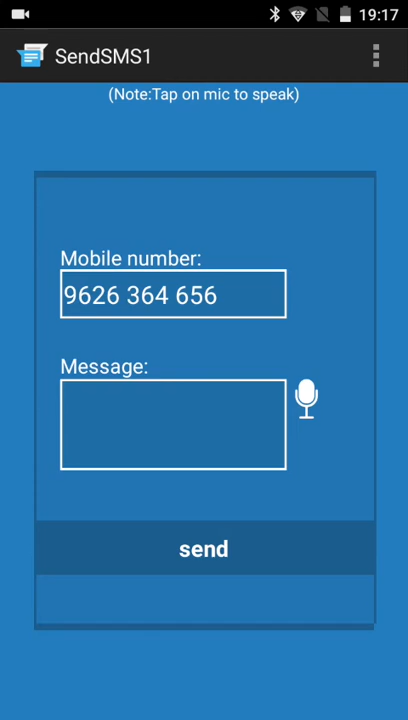 19:17
SendSMS1
(Note:Tap on mic to speak)
Mobile number:
9626 364 656
Message:
send